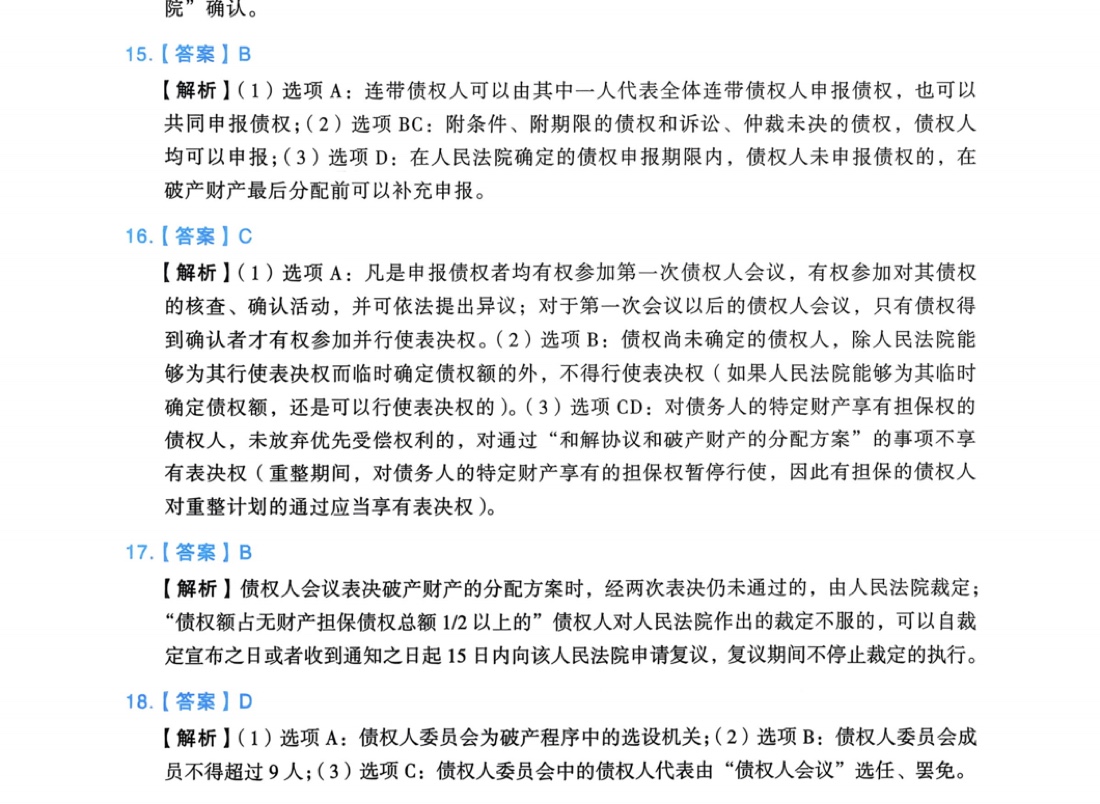 院”确认。
15.【答案】B
【解析】(1)选项 A：连带债权人可以由其中一人代表全体连带债权人申报债权，也可以
共同申报债权；(2)选项 BC：附条件、附期限的债权和诉讼、仲裁未决的债权，债权人
均可以申报；(3)选项 D：在人民法院确定的债权申报期限内，债权人未申报债权的，在
破产财产最后分配前可以补充申报。
16.【答案】C
【解析】(1)选项 A：凡是申报债权者均有权参加第一次债权人会议，有权参加对其债权
的核查、确认活动，并可依法提出异议；对于第一次会议以后的债权人会议，只有债权得
到确认者才有权参加并行使表决权。(2)选项 B：债权尚未确定的债权人，除人民法院能
够为其行使表决权而临时确定债权额的外，不得行使表决权（如果人民法院能够为其临时
确定债权额，还是可以行使表决权的）。(3)选项 CD：对债务人的特定财产享有担保权的
债权人，未放弃优先受偿权利的，对通过“和解协议和破产财产的分配方案”的事项不享
有表决权（重整期间，对债务人的特定财产享有的担保权暂停行使，因此有担保的债权人
对重整计划的通过应当享有表决权）。
17.【答案】B
【解析】债权人会议表决破产财产的分配方案时，经两次表决仍未通过的，由人民法院裁定；
“债权额占无财产担保债权总额 1/2 以上的”债权人对人民法院作出的裁定不服的，可以自裁
定宣布之日或者收到通知之日起 15 日内向该人民法院申请复议，复议期间不停止裁定的执行。
18.【答案】D
【解析】(1)选项 A：债权人委员会为破产程序中的选设机关；(2)选项 B：债权人委员会成
员不得超过 9 人；(3)选项 C：债权人委员会中的债权人代表由“债权人会议”选任、罢免。